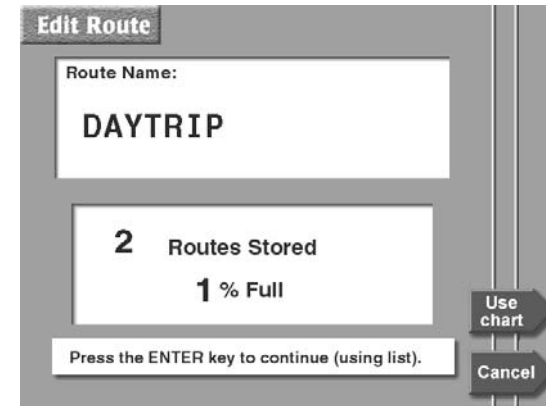 Edit Route
Route Name:
DAYTRIP
2 Routes Stored
1 % Full
Use
chart
Press the ENTER key to continue (using list).
Cancel